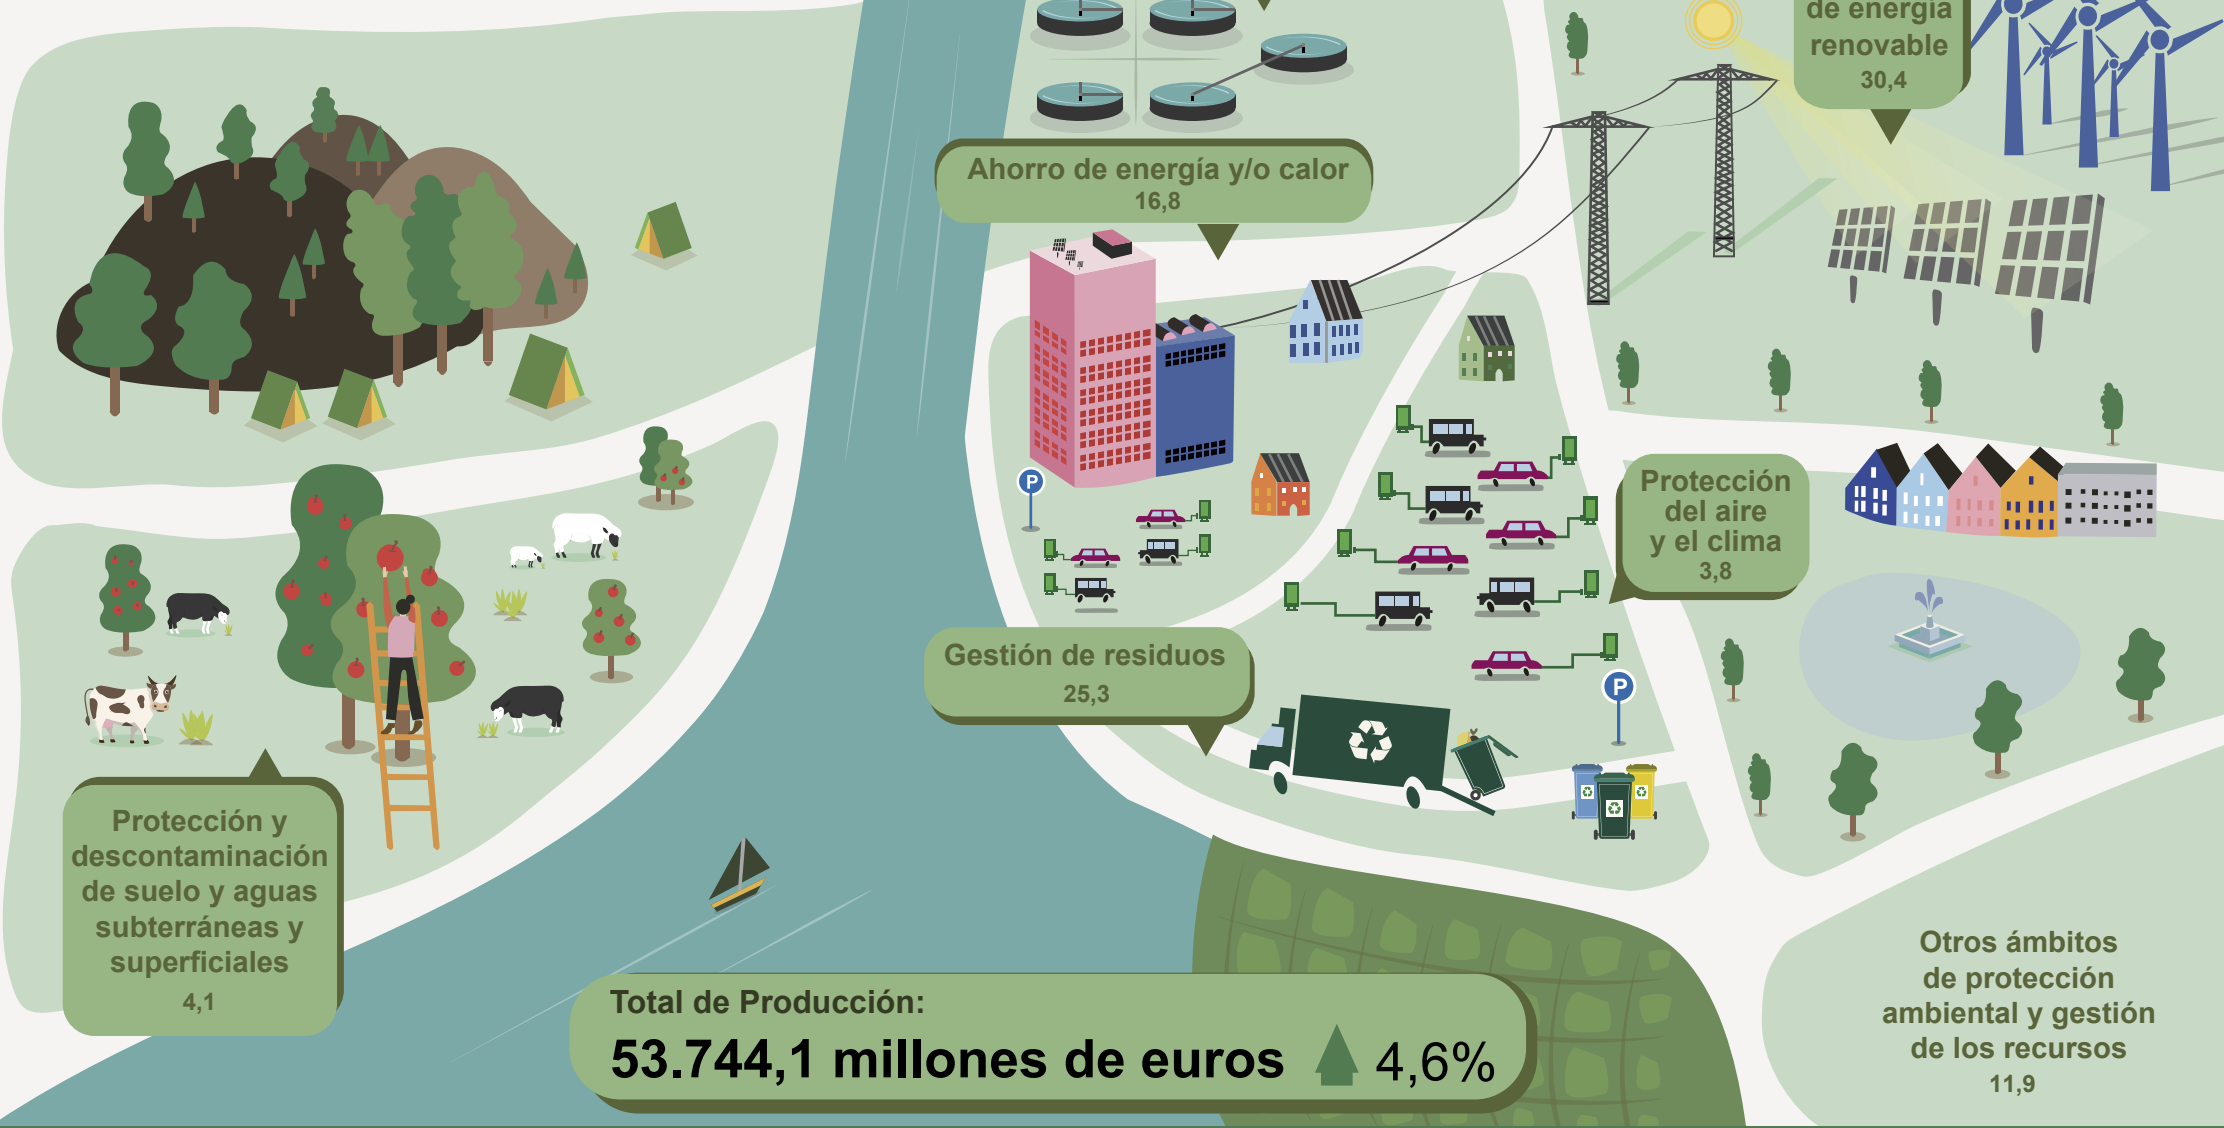 de energía
renovable
30,4
Ahorro de energía y/o calor
16,8
P
Protección
del aire
y el clima
3,8
Gestión de residuos
25,3
P
Protección y
descontaminación
de suelo y aguas
subterráneas y
superficiales
4,1
Otros ámbitos
de protección
ambiental y gestión
de los recursos
11,9
Total de Producción:
53.744,1 millones de euros 4,6%